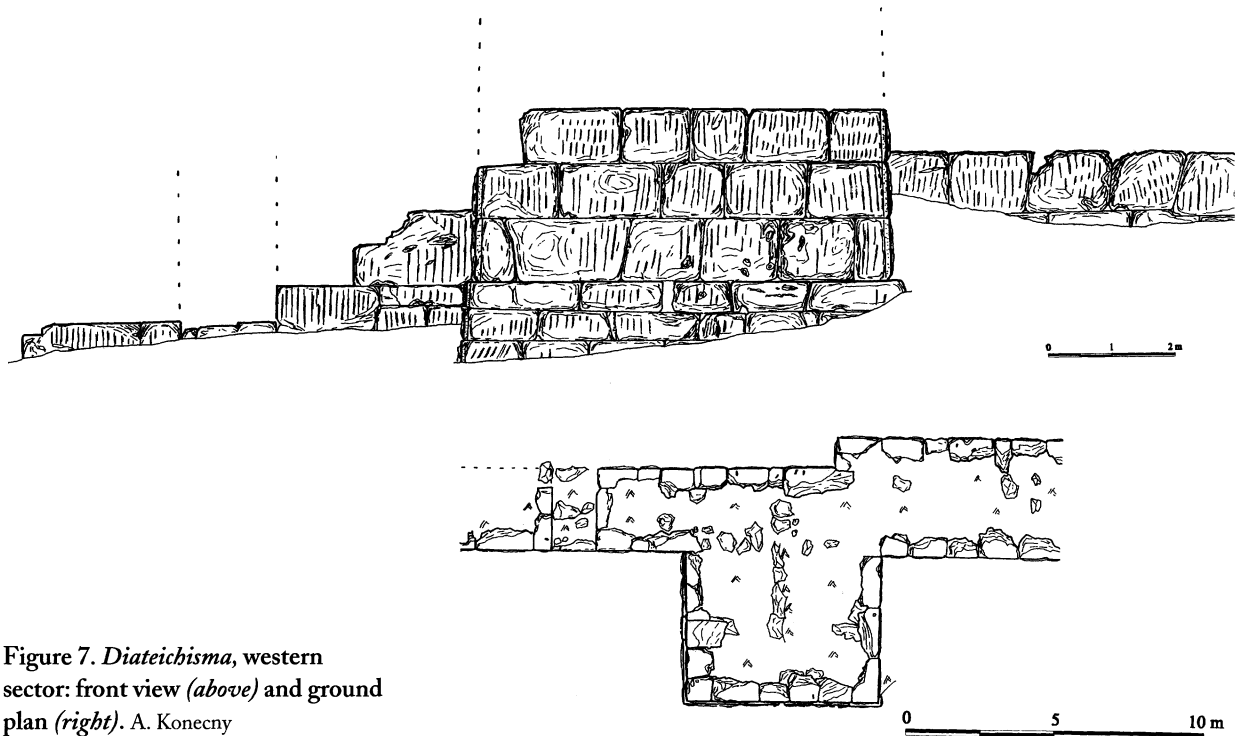 0 1 2 m
Figure 7. Diateichisma, western
sector: front view (above) and ground
plan (right). A. Konecny
0 5 10 m